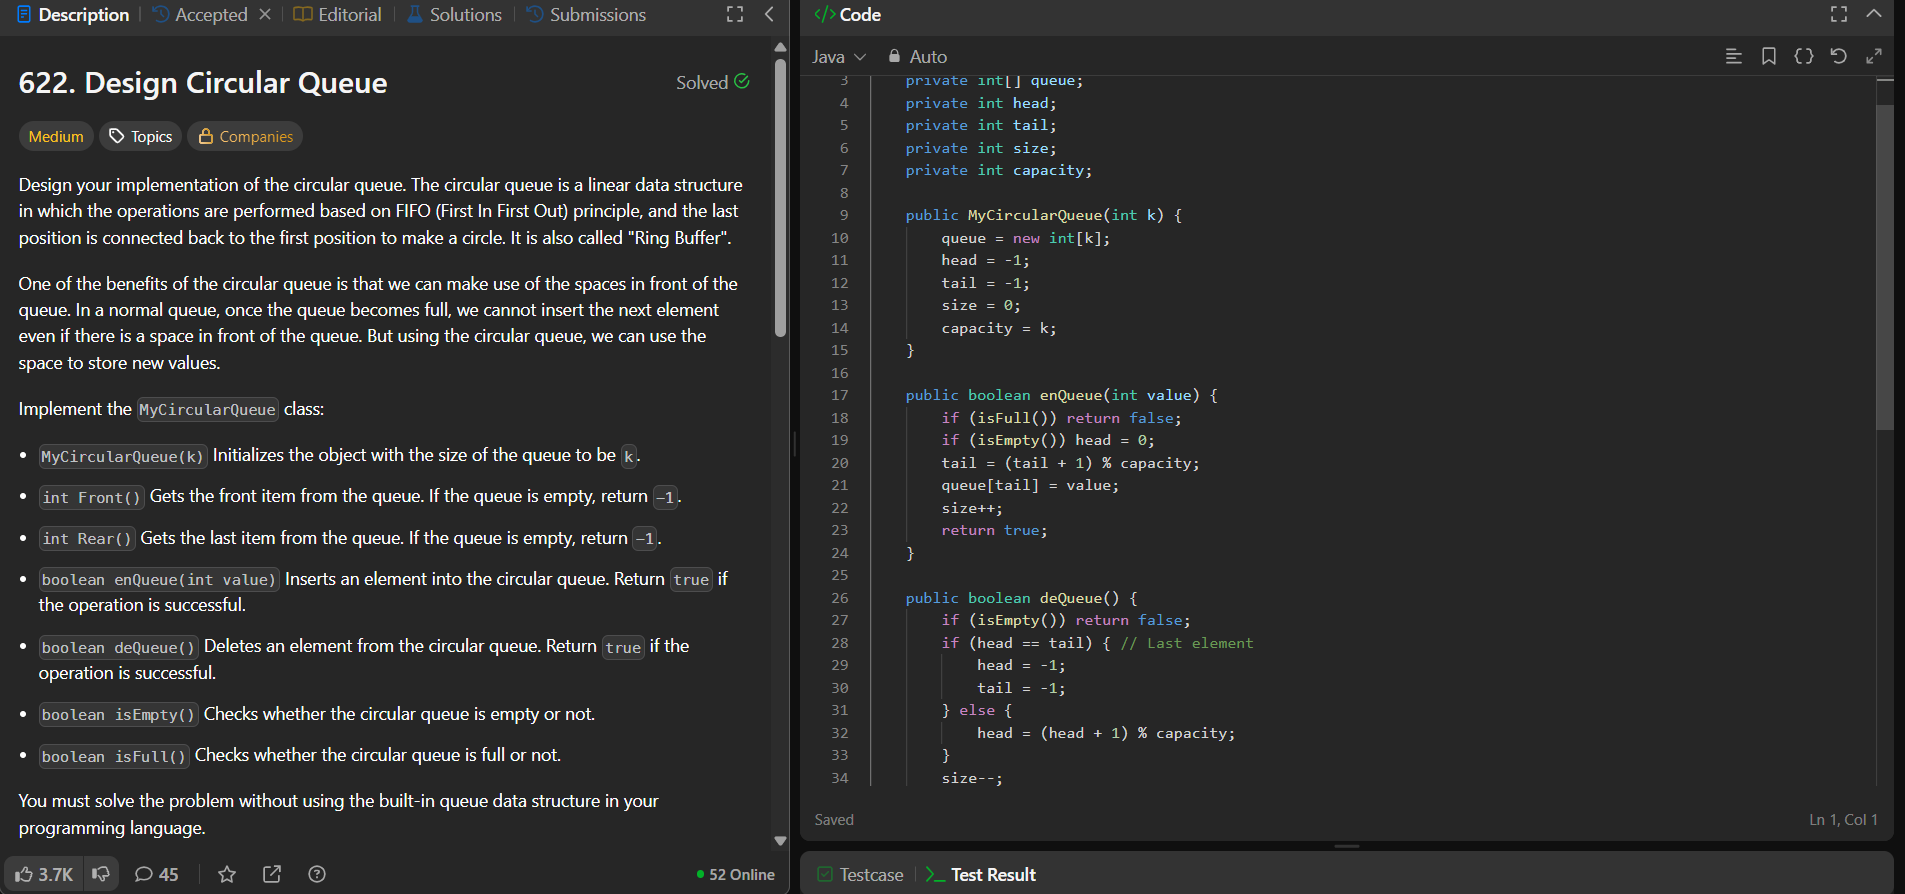 Description
Accepted
Editorial
Solutions
Submissions
622. Design Circular Queue
Solved
Medium
Topics
Companies
Design your implementation of the circular queue. The circular queue is a linear data structure
in which the operations are performed based on FIFO (First In First Out) principle, and the last
position is connected back to the first position to make a circle. It is also called "Ring Buffer".
One of the benefits of the circular queue is that we can make use of the spaces in front of the
queue. In a normal queue, once the queue becomes full, we cannot insert the next element
even if there is a space in front of the queue. But using the circular queue, we can use the
space to store new values.
Implement the MyCircularQueue class:
• MyCircularQueue(k) Initializes the object with the size of the queue to be k.
• int Front() Gets the front item from the queue. If the queue is empty, return -1.
• int Rear() Gets the last item from the queue. If the queue is empty, return -1.
• boolean enQueue(int value) Inserts an element into the circular queue. Return true if
the operation is successful.
• boolean deQueue() Deletes an element from the circular queue. Return true if the
operation is successful.
• boolean isEmpty() Checks whether the circular queue is empty or not.
• boolean isFull() Checks whether the circular queue is full or not.
You must solve the problem without using the built-in queue data structure in your
programming language.
3.7K
45
52 Online
</> Code
Java
Auto
3 private int[] queue;
4 private int head;
5 private int tail;
6 private int size;
7 private int capacity;
8
9 public MyCircularQueue(int k) {
10 queue = new int[k];
11 head = -1;
12 tail = -1;
13 size = 0;
14 capacity = k;
15 }
16
17 public boolean enQueue(int value) {
18 if (isFull()) return false;
19 if (isEmpty()) head = 0;
20 tail = (tail + 1) % capacity;
21 queue[tail] = value;
22 size++;
23 return true;
24 }
25
26 public boolean deQueue() {
27 if (isEmpty()) return false;
28 if (head == tail) { // Last element
29 head = -1;
30 tail = -1;
31 } else {
32 head = (head + 1) % capacity;
33 }
34 size--;
Saved
Ln 1, Col 1
Testcase
Test Result